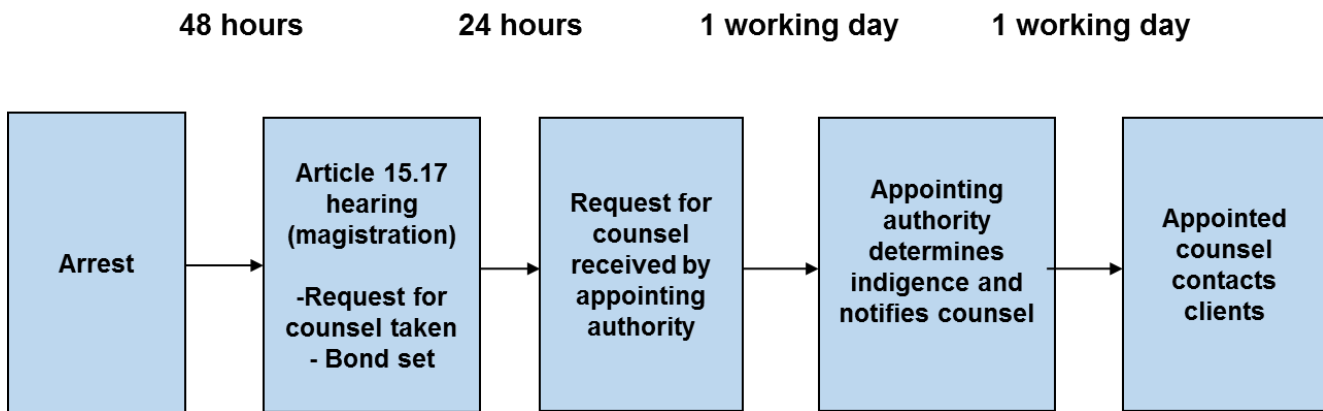 48 hours 24 hours 1 working day 1 working day
Arrest
Article 15.17
hearing
(magistration)
-Request for
counsel taken
- Bond set
Request for
counsel
received by
appointing
authority
Appointing
authority
determines
indigence and
notifies counsel
Appointed
counsel
contacts
clients